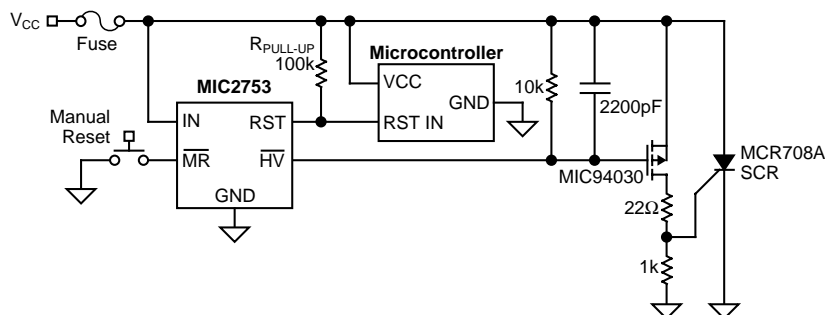 VCC
Fuse
RPULL-UP
100k
Microcontroller
VCC
GND
RST IN
10k
2200pF
MIC2753
IN
RST
MR
HV
GND
Manual
Reset
MIC94030
22Ω
1k
MCR708A
SCR